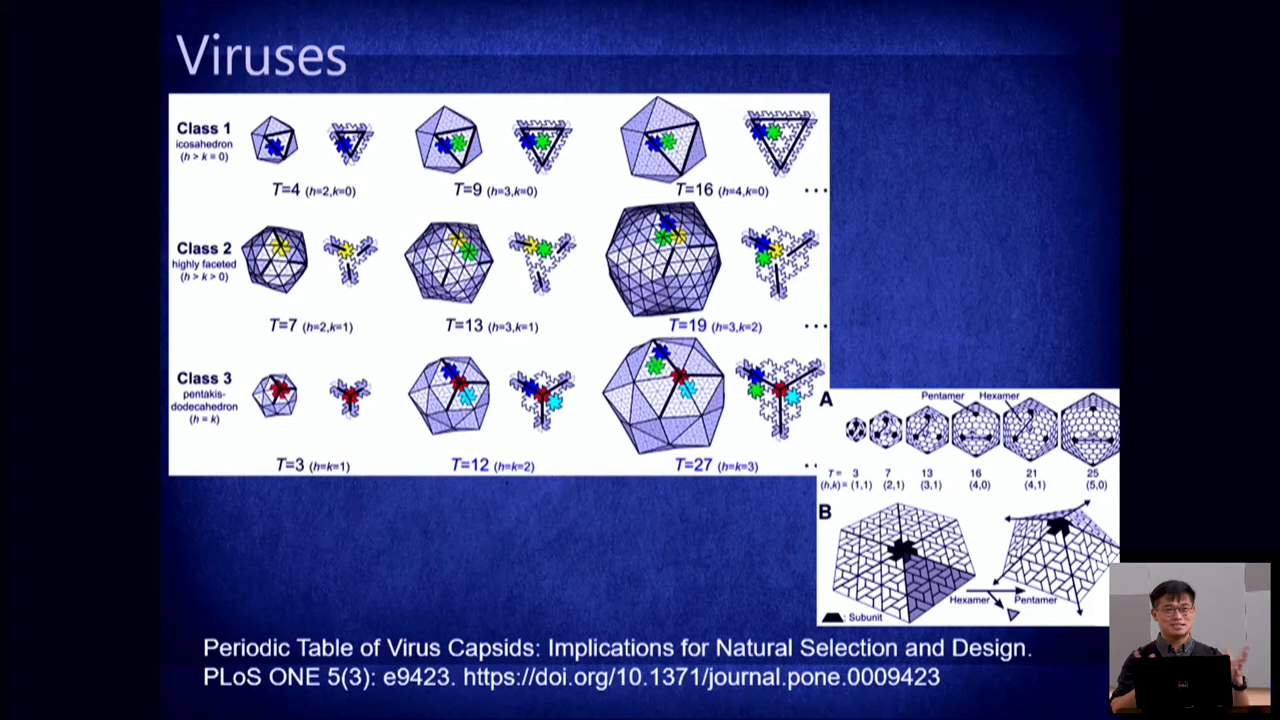 Viruses
Class 1
icosahedron
(h > k = 0)
T=4 (h=2,k=0)
T=9 (h=3,k=0)
T=16 (h=4,k=0)
...
Class 2
highly faceted
(h > k > 0)
T=7 (h=2,k=1)
T=13 (h=3,k=1)
T=19 (h=3,k=2)
...
Class 3
pentakis-
dodecahedron
(h = k)
T=3 (h=k=1)
T=12 (h=k=2)
T=27 (h=k=3)
..
A
Pentamer Hexamer
T= 3 7 13 16 21 25
(h,k) = (1,1) (2,1) (3,1) (4,0) (4,1) (5,0)
B
Hexamer Pentamer
: Subunit
Periodic Table of Virus Capsids: Implications for Natural Selection and Design.
PLoS ONE 5(3): e9423. https://doi.org/10.1371/journal.pone.0009423